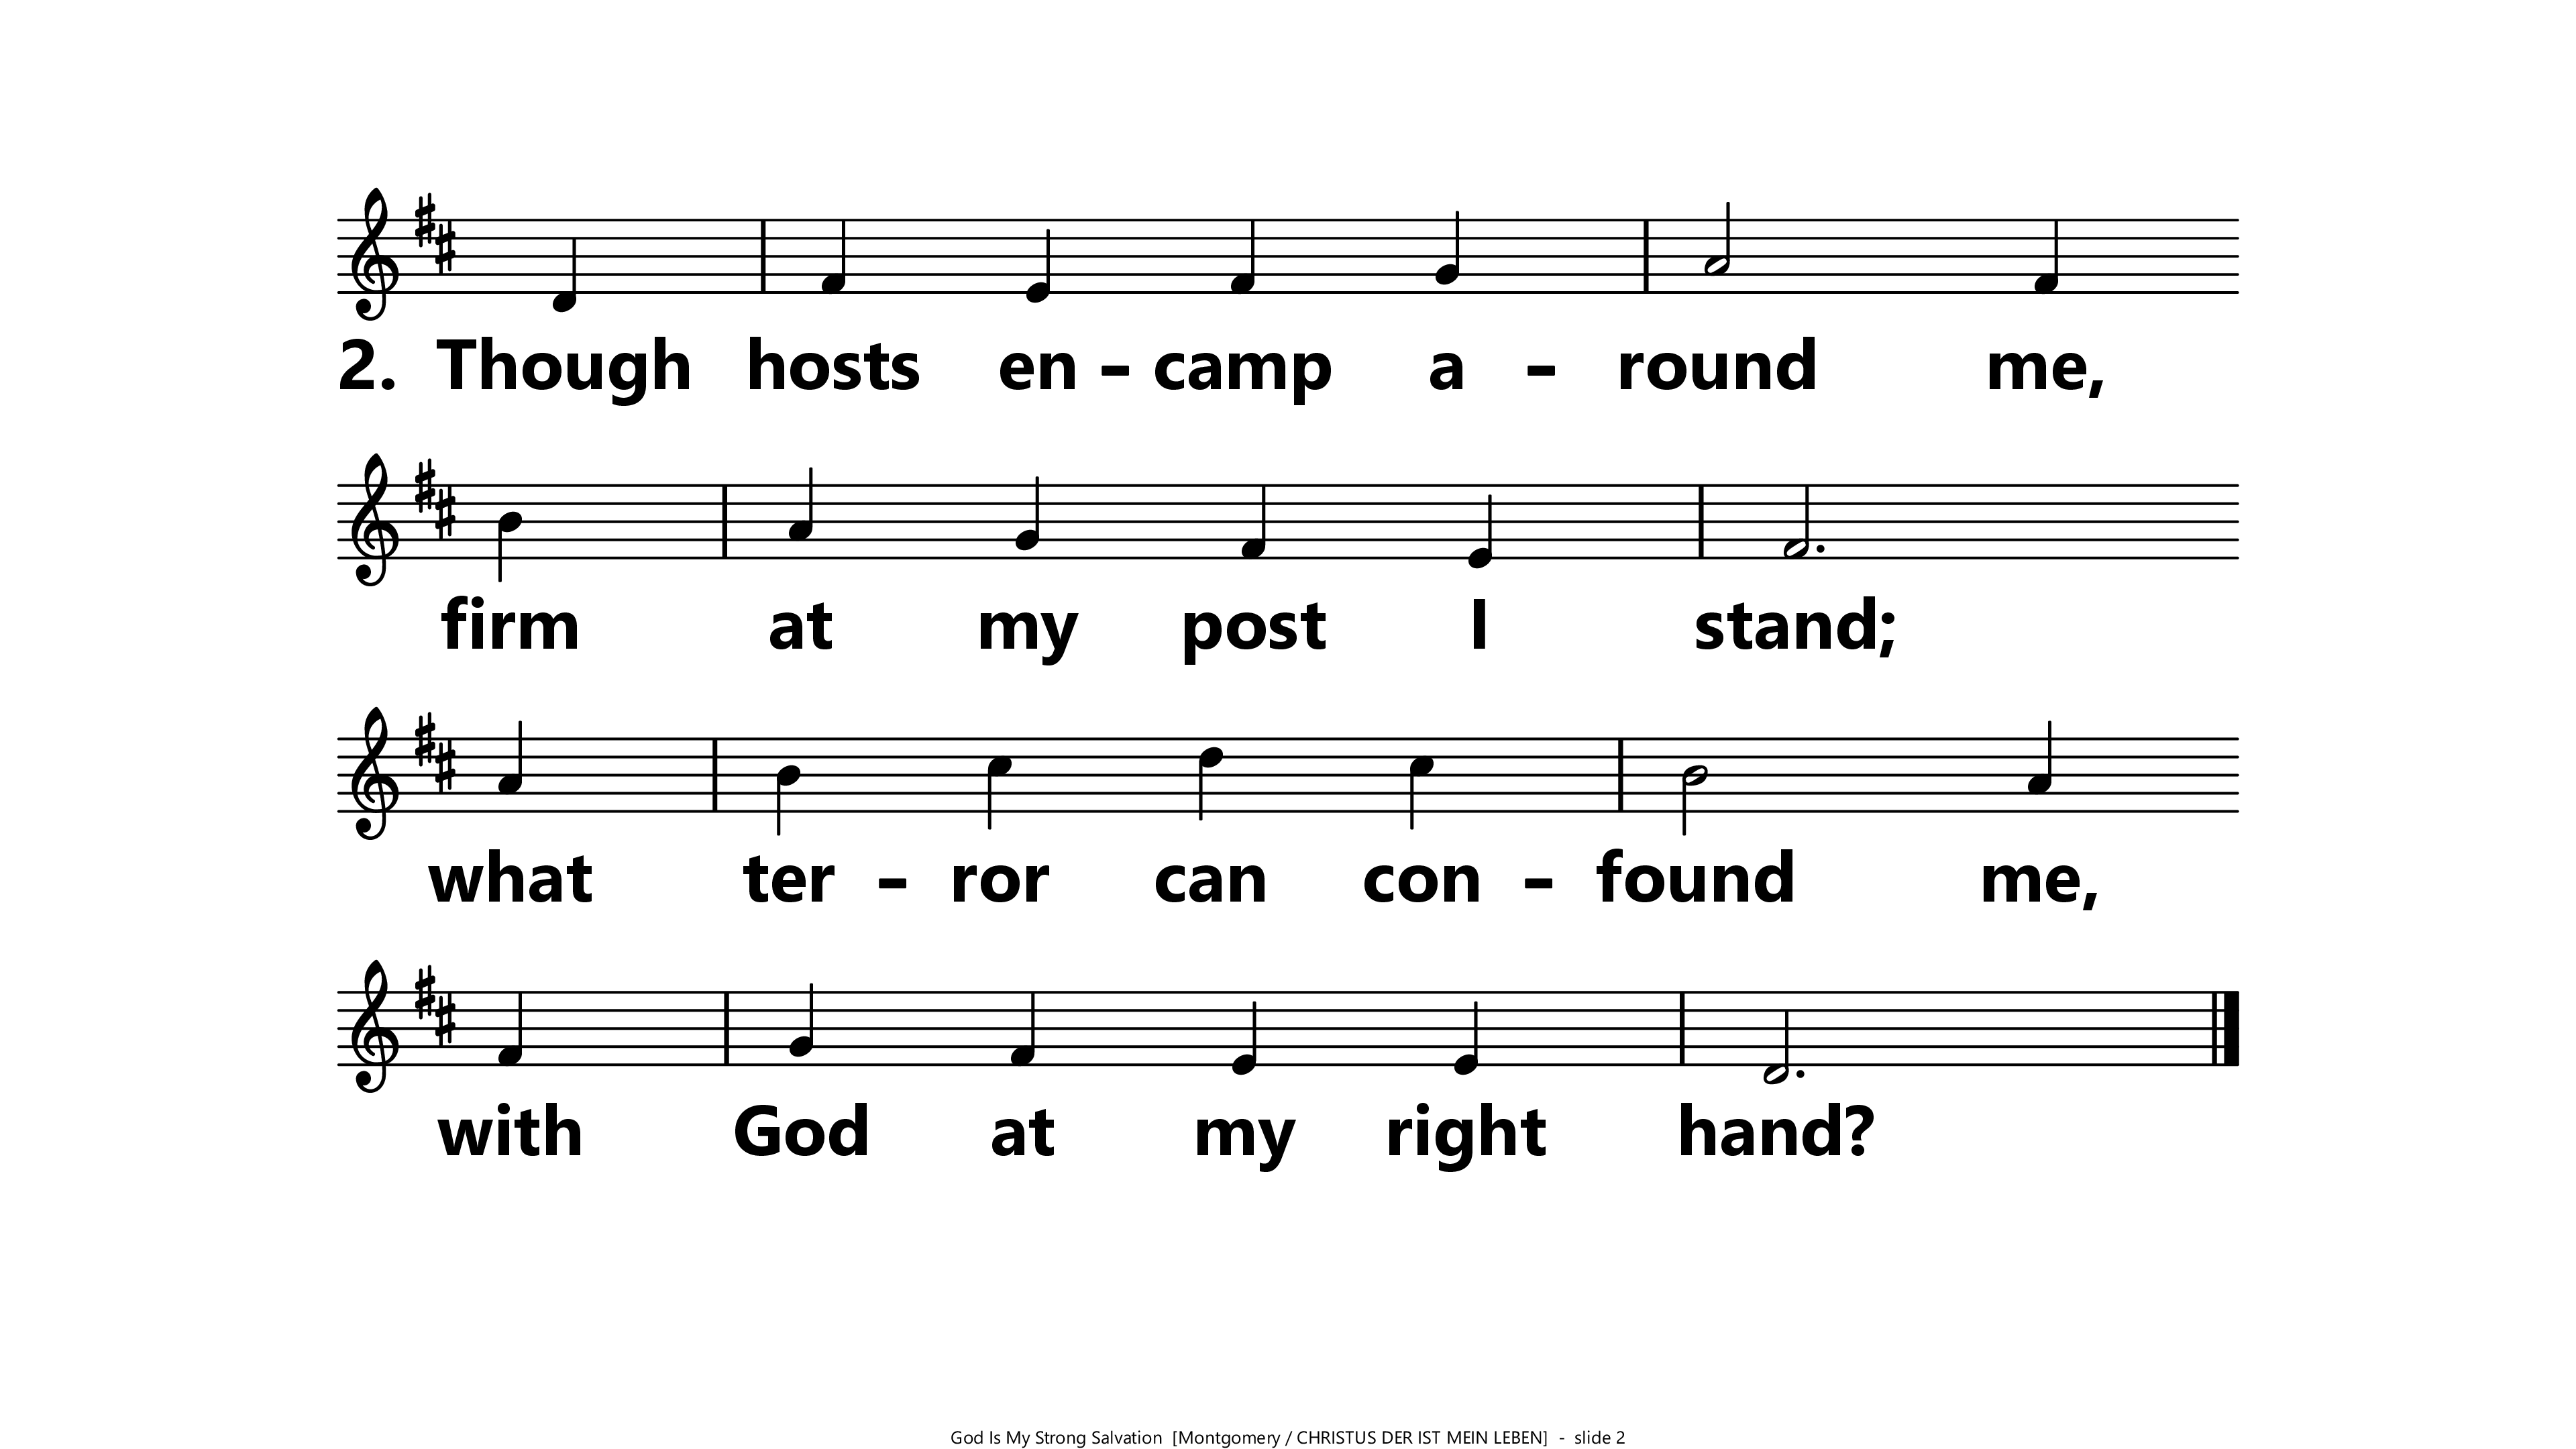 2. Though hosts en - camp a - round me,
firm at my post I stand;
what ter - ror can con - found me,
with God at my right hand?
God Is My Strong Salvation [Montgomery / CHRISTUS DER IST MEIN LEBEN] - slide 2